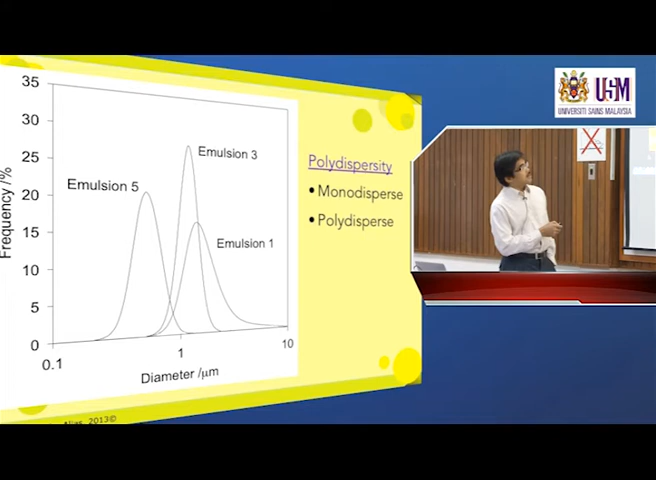 35
30
25
20
15
10
5
0
Frequency /%
Emulsion 5
Emulsion 3
Emulsion 1
0.1
1
10
Diameter /μm
Polydispersity
• Monodisperse
• Polydisperse
2013©
USM
UNIVERSITI SAINS MALAYSIA